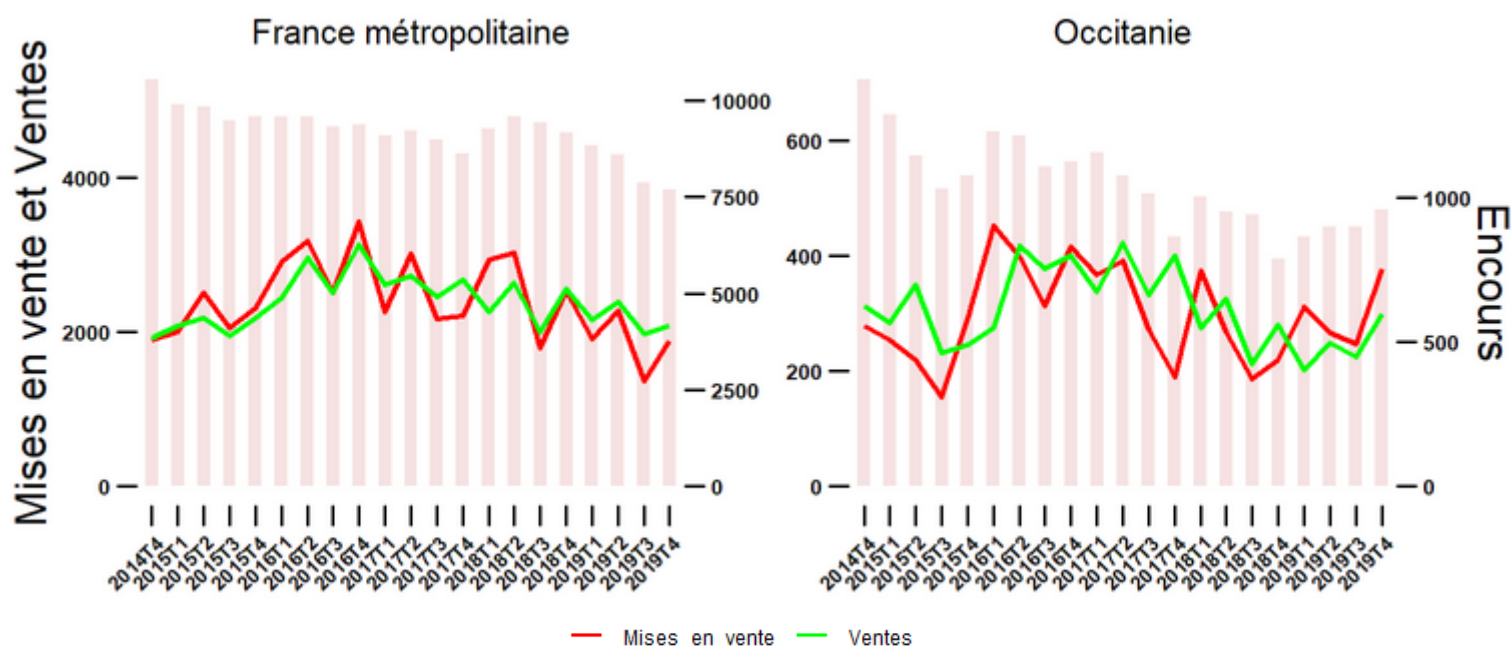 France métropolitaine
Occitanie
Mises en vente et Ventes
4000
2000
0
10000
7500
5000
2500
0
2014T4
2015T1
2015T2
2015T3
2015T4
2016T1
2016T2
2016T3
2016T4
2017T1
2017T2
2017T3
2017T4
2018T1
2018T2
2018T3
2018T4
2019T1
2019T2
2019T3
2019T4
600
400
200
0
1000
500
0
Encours
2014T4
2015T1
2015T2
2015T3
2015T4
2016T1
2016T2
2016T3
2016T4
2017T1
2017T2
2017T3
2017T4
2018T1
2018T2
2018T3
2018T4
2019T1
2019T2
2019T3
2019T4
Mises en vente
Ventes